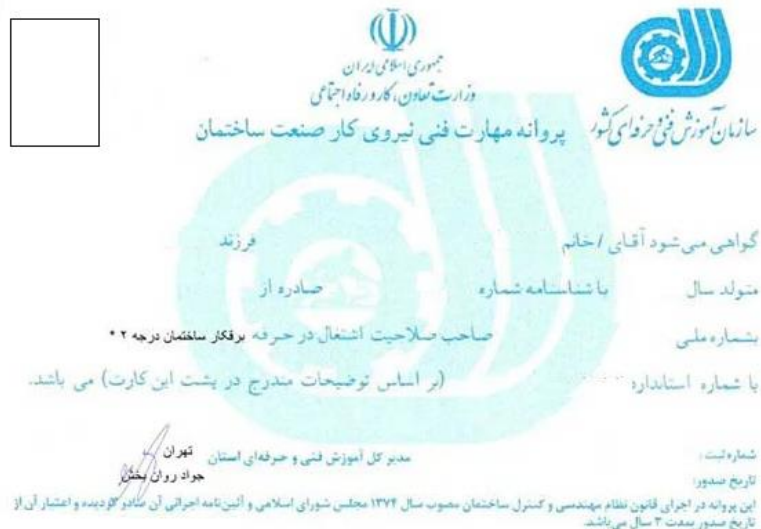 جمهوری اسلامی ایران
وزارت تعاون، کار و رفاه اجتماعی
سازمان آموزش فنی و حرفه‌ای کشور
پروانه مهارت فنی نیروی کار صنعت ساختمان
گواهی می‌شود آقای / خانم فرزند
متولد سال با شناسنامه شماره صادره از
بشماره ملی صاحب صلاحیت اشتغال در حرفه برقکار ساختمان درجه ۲ *
با شماره استاندارد (بر اساس توضیحات مندرج در پشت این کارت) می باشد.
شماره ثبت : مدیر کل آموزش فنی و حرفه‌ای استان تهران
تاریخ صدور: جواد روان بخش
این پروانه در اجرای قانون نظام مهندسی و کنترل ساختمان مصوب سال ۱۳۷۴ مجلس شورای اسلامی و آئین‌نامه اجرائی آن صادر گردیده و اعتبار آن از
تاریخ صدور بمدت ۳ سال می‌باشد.